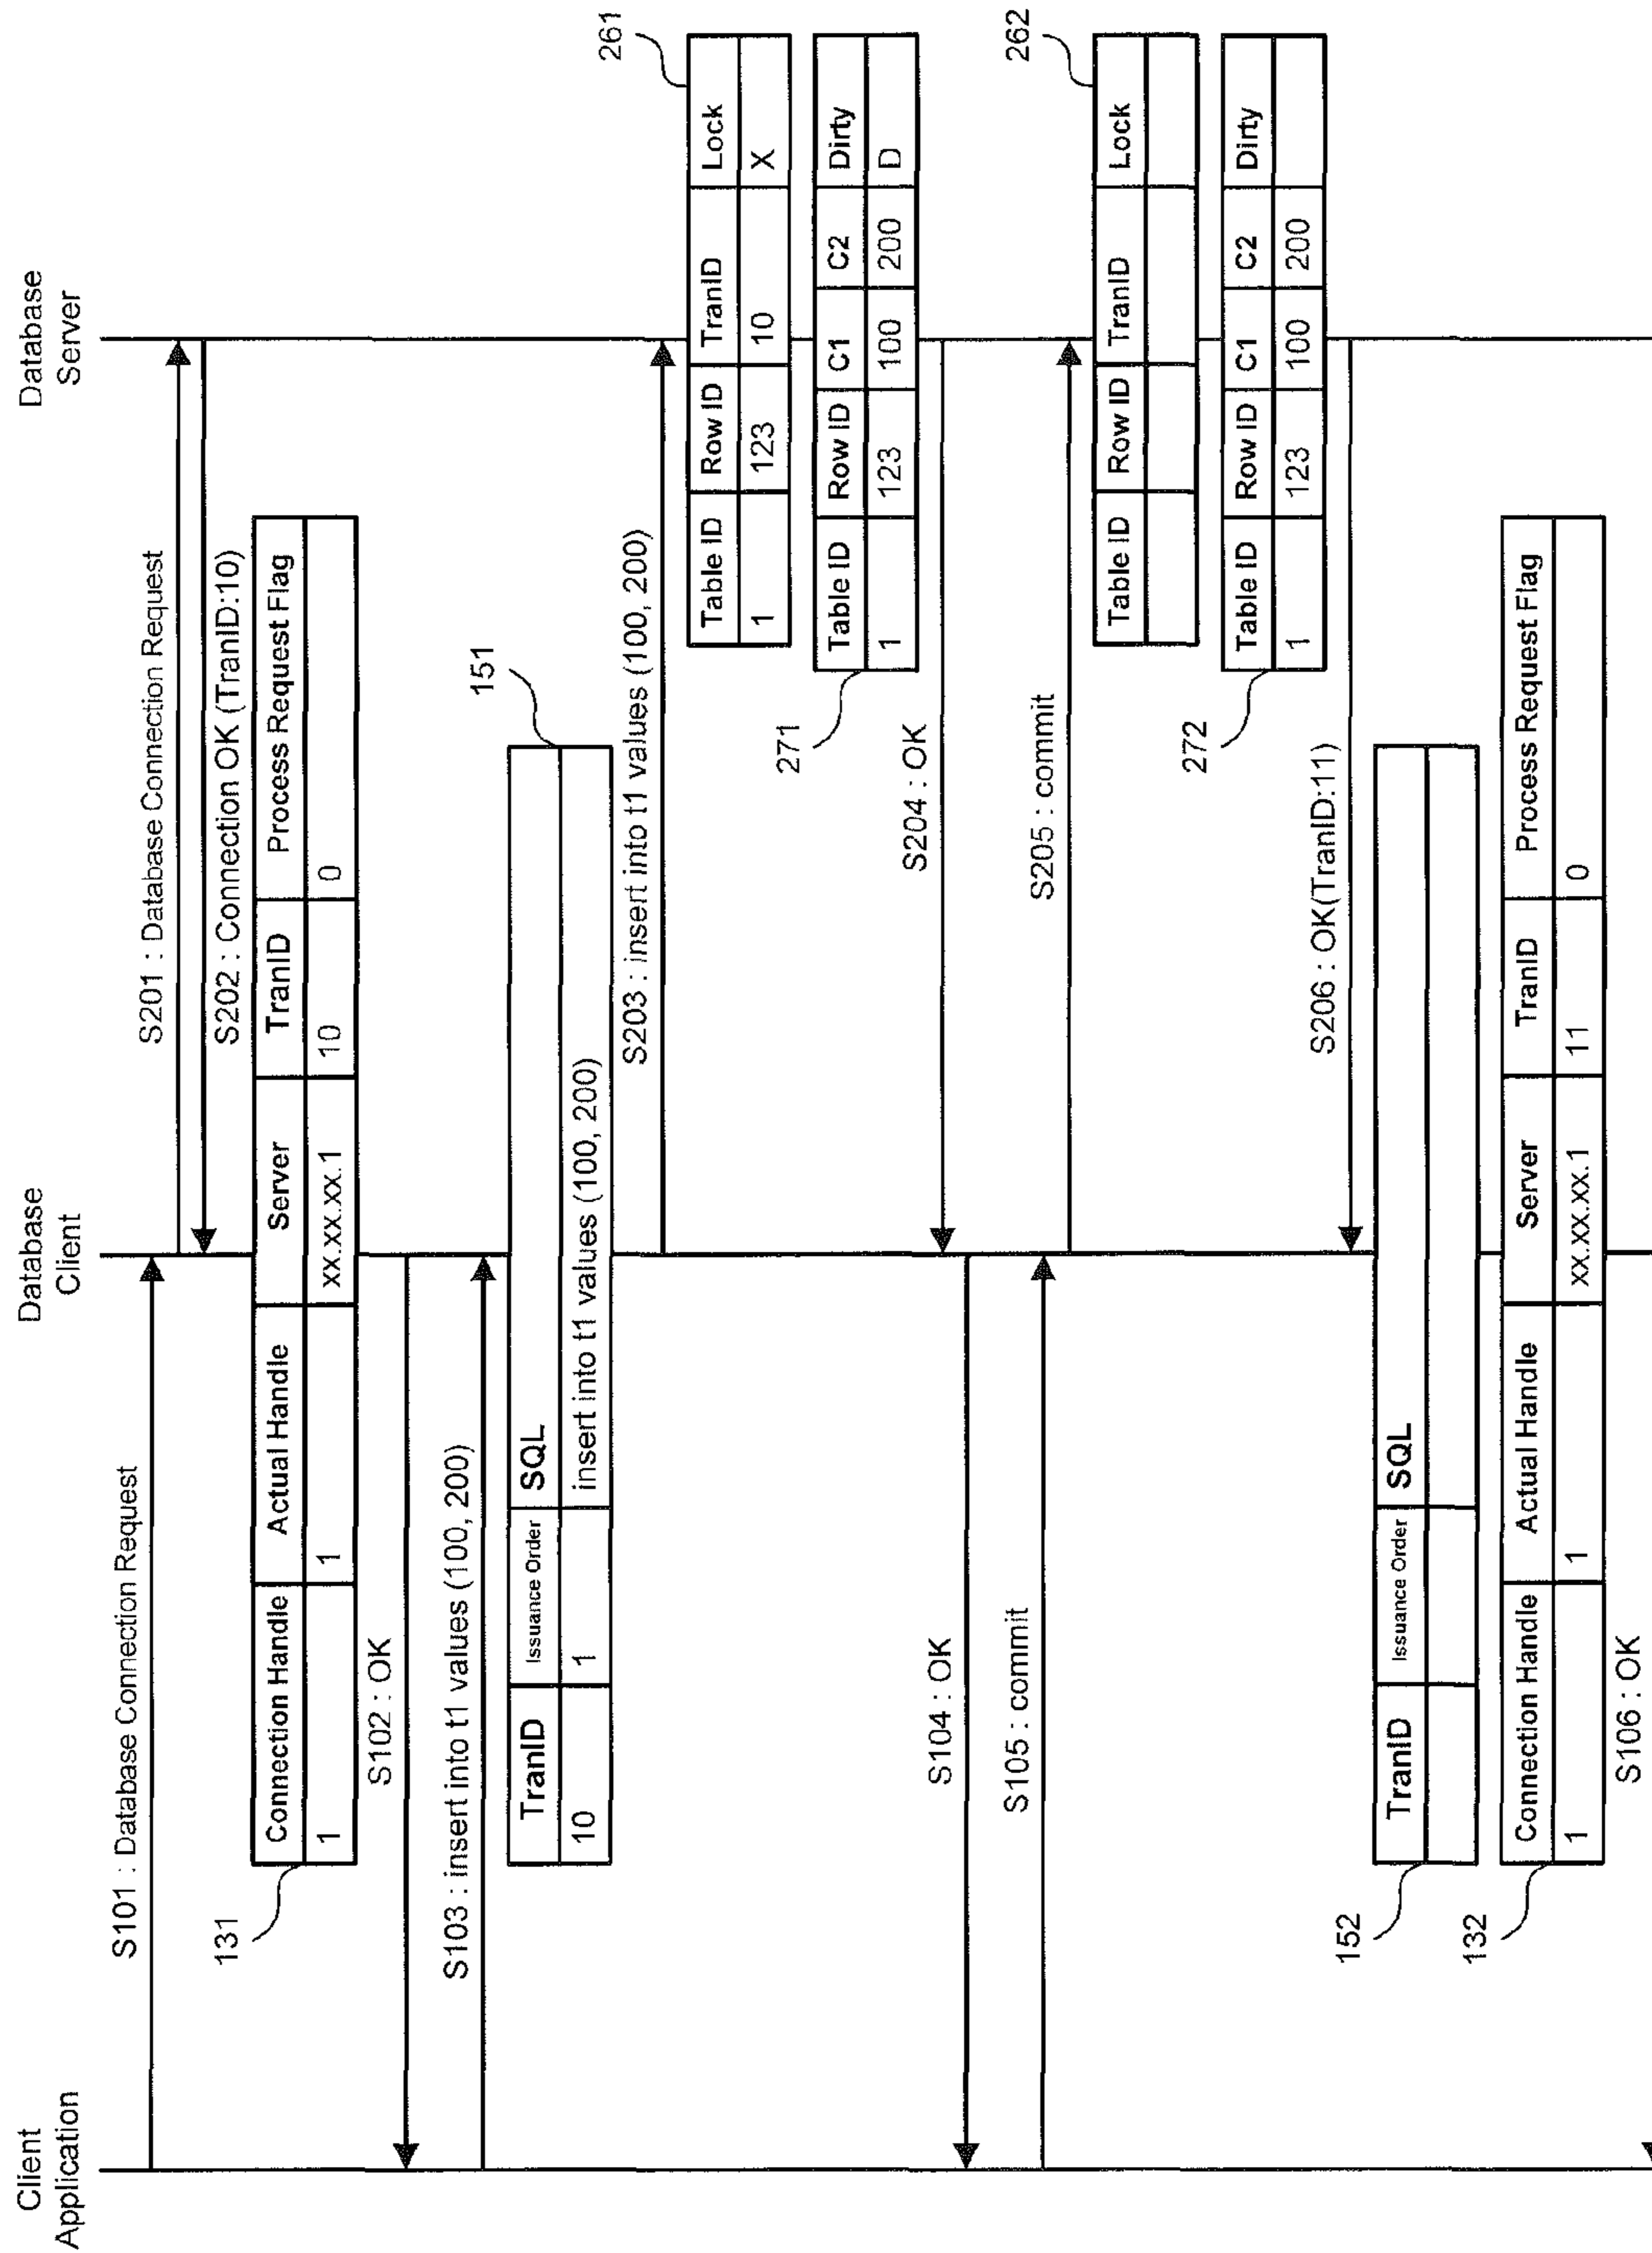 Client
Application
Database
Client
Database
Server
S101 : Database Connection Request
S201 : Database Connection Request
S202 : Connection OK (TranID:10)
131
Connection Handle Actual Handle Server TranID Process Request Flag
1 1 xx.xx.xx.1 10 0
S102 : OK
S103 : insert into t1 values (100, 200)
151
TranID Issuance Order SQL
10 1 insert into t1 values (100, 200)
S203 : insert into t1 values (100, 200)
261
Table ID Row ID TranID Lock
1 123 10 X
271
Table ID Row ID C1 C2 Dirty
1 123 100 200 D
S204 : OK
S104 : OK
S105 : commit
S205 : commit
262
Table ID Row ID TranID Lock
272
Table ID Row ID C1 C2 Dirty
1 123 100 200
S206 : OK(TranID:11)
152
TranID Issuance Order SQL
132
Connection Handle Actual Handle Server TranID Process Request Flag
1 1 xx.xx.xx.1 11 0
S106 : OK